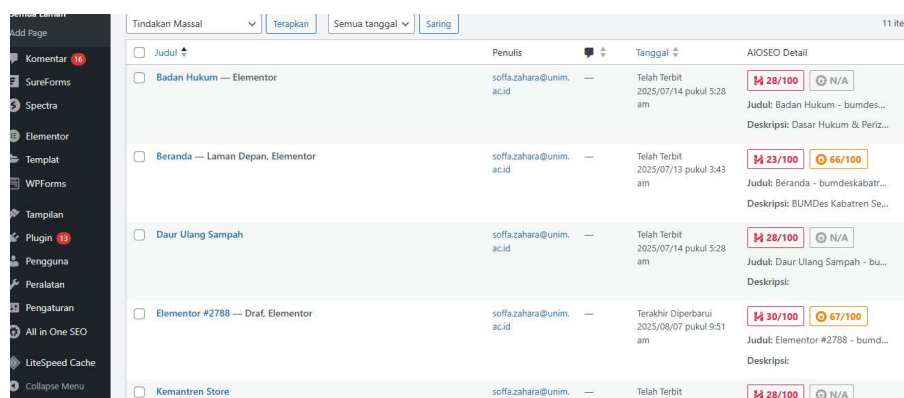 Semua Laman
Add Page
Komentar 16
SureForms
Spectra
Elementor
Templat
WPForms
Tampilan
Plugin 13
Pengguna
Peralatan
Pengaturan
All in One SEO
LiteSpeed Cache
Collapse Menu
Tindakan Massal Terapkan Semua tanggal Saring 11 ite
Judul Penulis Tanggal AIOSEO Detail
Badan Hukum — Elementor soffa.zahara@unim. — Telah Terbit 28/100 N/A
ac.id 2025/07/14 pukul 5:28
am Judul: Badan Hukum - bumdes...
Deskripsi: Dasar Hukum & Periz...
Beranda — Laman Depan, Elementor soffa.zahara@unim. — Telah Terbit 23/100 66/100
ac.id 2025/07/13 pukul 3:43
am Judul: Beranda - bumdeskabatr...
Deskripsi: BUMDes Kabatren Se...
Daur Ulang Sampah soffa.zahara@unim. — Telah Terbit 28/100 N/A
ac.id 2025/07/14 pukul 5:28
am Judul: Daur Ulang Sampah - bu...
Deskripsi:
Elementor #2788 — Draf, Elementor soffa.zahara@unim. — Terakhir Diperbarui 30/100 67/100
ac.id 2025/08/07 pukul 9:51
am Judul: Elementor #2788 - bumd...
Deskripsi:
Kemantren Store soffa.zahara@unim. — Telah Terbit 28/100 N/A